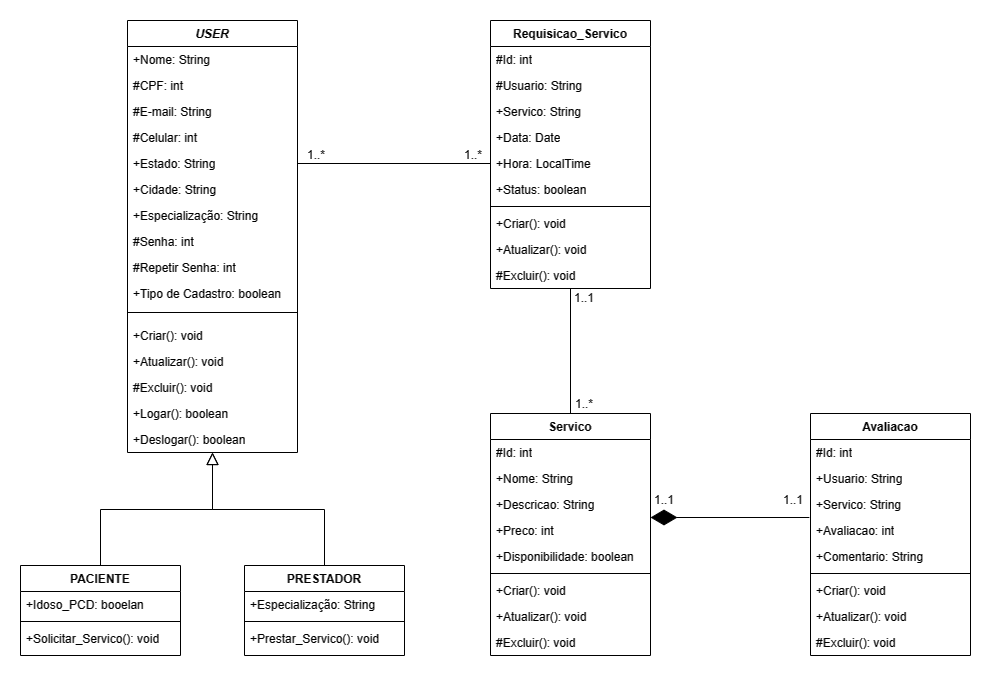 USER
+Nome: String
#CPF: int
#E-mail: String
#Celular: int
+Estado: String
+Cidade: String
+Especialização: String
#Senha: int
#Repetir Senha: int
+Tipo de Cadastro: boolean
+Criar(): void
+Atualizar(): void
#Excluir(): void
+Logar(): boolean
+Deslogar(): boolean
1..*
1..*
Requisicao_Servico
#Id: int
#Usuario: String
+Servico: String
+Data: Date
+Hora: LocalTime
+Status: boolean
+Criar(): void
+Atualizar(): void
#Excluir(): void
1..1
1..*
PACIENTE
+Idoso_PCD: booelan
+Solicitar_Servico(): void
PRESTADOR
+Especialização: String
+Prestar_Servico(): void
Servico
#Id: int
+Nome: String
+Descricao: String
+Preco: int
+Disponibilidade: boolean
+Criar(): void
+Atualizar(): void
#Excluir(): void
1..1
1..1
Avaliacao
#Id: int
+Usuario: String
+Servico: String
+Avaliacao: int
+Comentario: String
+Criar(): void
+Atualizar(): void
#Excluir(): void